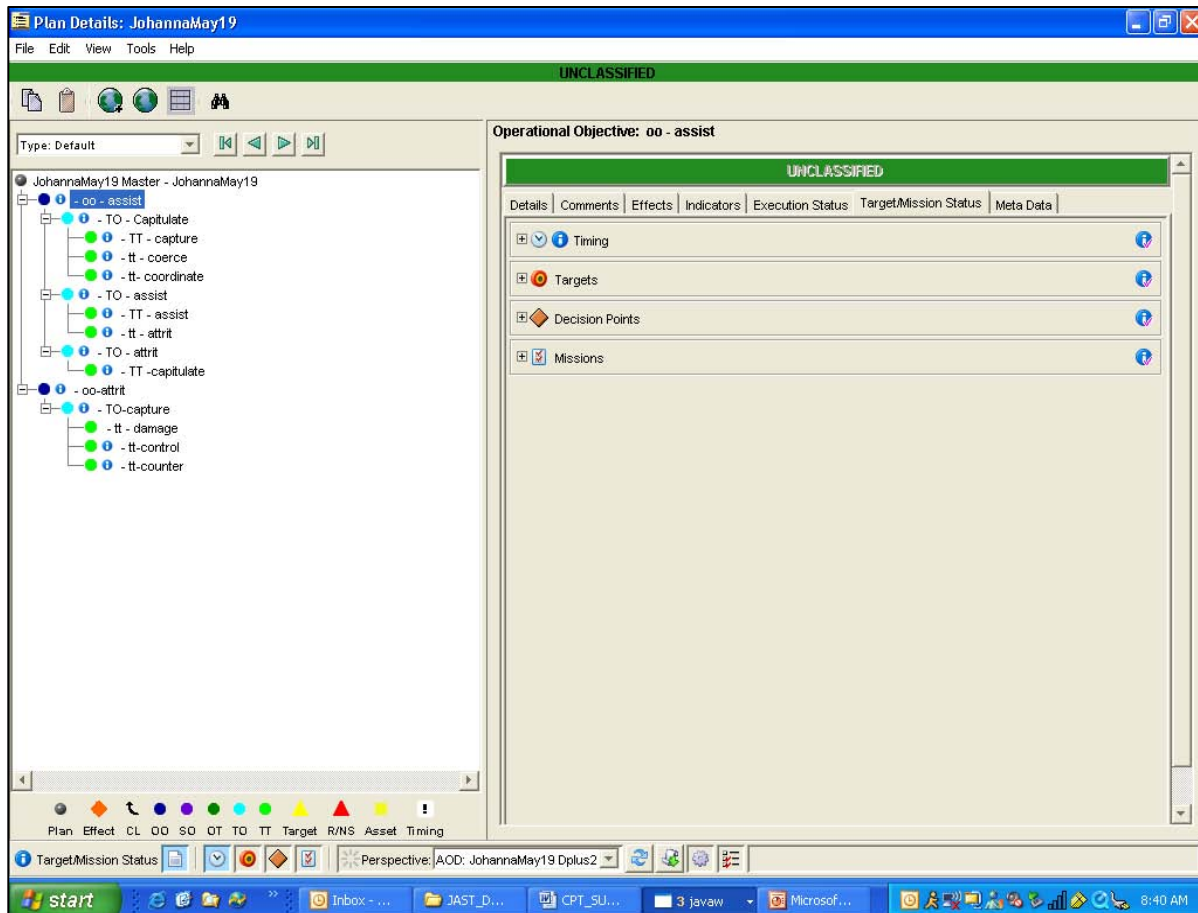 Plan Details: JohannaMay19
File Edit View Tools Help
UNCLASSIFIED
Type: Default
JohannaMay19 Master - JohannaMay19
- oo - assist
- TO - Capitulate
- TT - capture
- tt - coerce
- tt- coordinate
- TO - assist
- TT - assist
- tt - attrit
- TO - attrit
- TT -capitulate
- oo-attrit
- TO-capture
- tt - damage
- tt-control
- tt-counter
Plan Effect CL OO SO OT TO TT Target R/NS Asset Timing
Operational Objective: oo - assist
UNCLASSIFIED
Details Comments Effects Indicators Execution Status Target/Mission Status Meta Data
Timing
Targets
Decision Points
Missions
Target/Mission Status Perspective: AOD: JohannaMay19 Dplus2
start Inbox - ... JAST_D... CPT_SU... 3 javaw Microsof... 8:40 AM